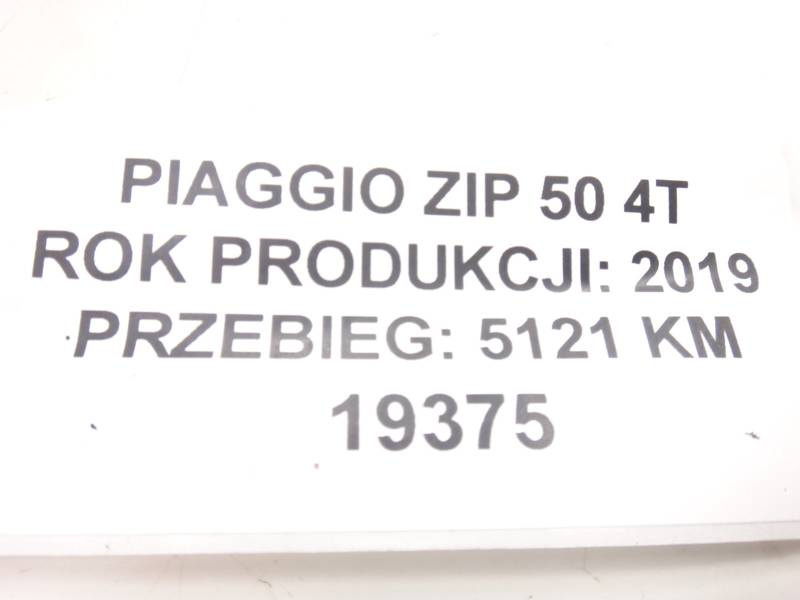 PIAGGIO ZIP 50 4T
ROK PRODUKCJI: 2019
PRZEBIEG: 5121 KM
19375